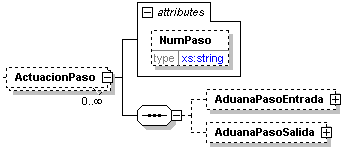 attributes
NumPaso
type xs:string
ActuacionPaso
0..∞
AduanaPasoEntrada
AduanaPasoSalida